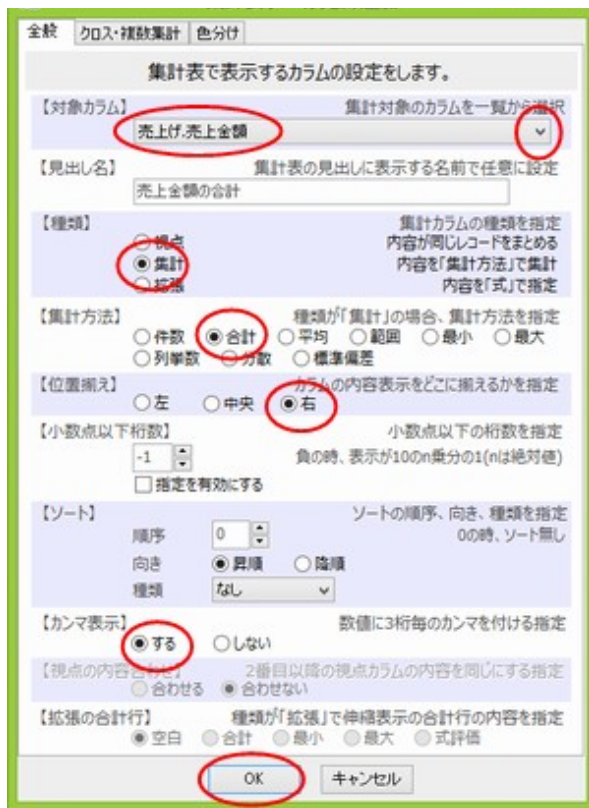 全般 クロス・複数集計 色分け
集計表で表示するカラムの設定をします。
【対象カラム】 集計対象のカラムを一覧から選択
売上げ.売上金額
【見出し名】 集計表の見出しに表示する名前で任意に設定
売上金額の合計
【種類】 集計カラムの種類を指定
視点 内容が同じレコードをまとめる
集計 内容を「集計方法」で集計
拡張 内容を「式」で指定
【集計方法】 種類が「集計」の場合、集計方法を指定
件数 合計 平均 範囲 最小 最大
列挙数 分散 標準偏差
【位置揃え】 カラムの内容表示をどこに揃えるかを指定
左 中央 右
【小数点以下桁数】 小数点以下の桁数を指定
-1 負の時、表示が10のn乗分の1(nは絶対値)
指定を有効にする
【ソート】 ソートの順序、向き、種類を指定
順序 0 0の時、ソート無し
向き 昇順 降順
種類 なし
【カンマ表示】 数値に3桁毎のカンマを付ける指定
する しない
【視点の内容合わせ】 2番目以降の視点カラムの内容を同じにする指定
合わせる 合わせない
【拡張の合計行】 種類が「拡張」で伸縮表示の合計行の内容を指定
空白 合計 最小 最大 式評価
OK キャンセル